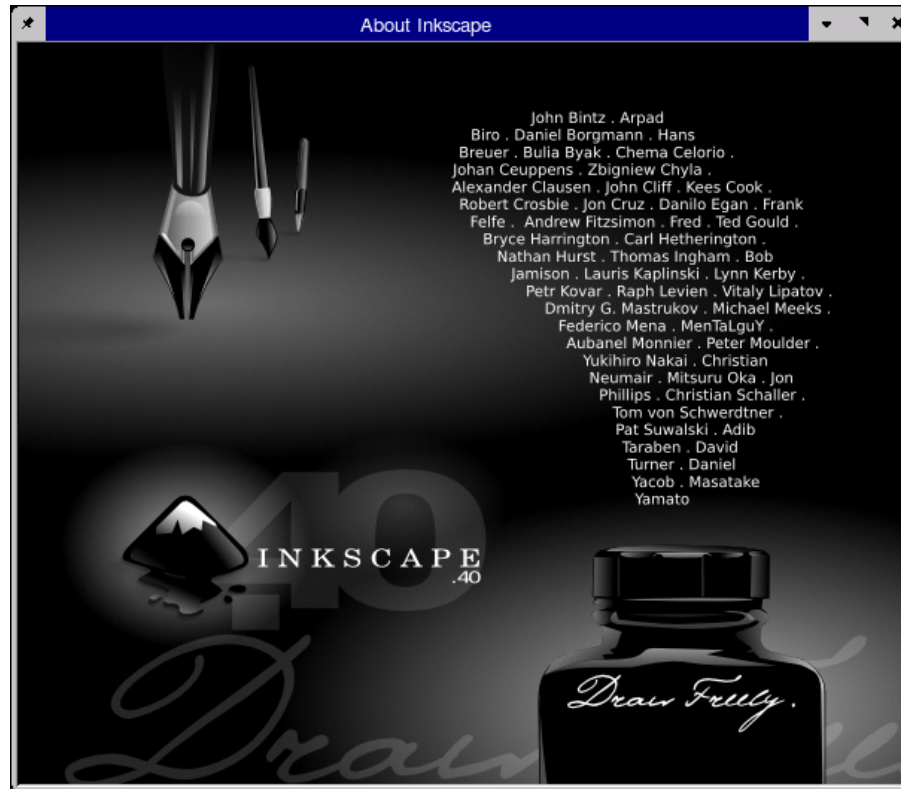 About Inkscape
John Bintz . Arpad
Biro . Daniel Borgmann . Hans
Breuer . Bulia Byak . Chema Celorio .
Johan Ceuppens . Zbigniew Chyla .
Alexander Clausen . John Cliff . Kees Cook .
Robert Crosbie . Jon Cruz . Danilo Egan . Frank
Felfe .  Andrew Fitzsimon . Fred . Ted Gould .
Bryce Harrington . Carl Hetherington .
Nathan Hurst . Thomas Ingham . Bob
Jamison . Lauris Kaplinski . Lynn Kerby .
Petr Kovar . Raph Levien . Vitaly Lipatov .
Dmitry G. Mastrukov . Michael Meeks .
Federico Mena . MenTaLguY .
Aubanel Monnier . Peter Moulder .
Yukihiro Nakai . Christian
Neumair . Mitsuru Oka . Jon
Phillips . Christian Schaller .
Tom von Schwerdtner .
Pat Suwalski . Adib
Taraben . David
Turner . Daniel
Yacob . Masatake
Yamato
.40
INKSCAPE
.40
Draw Freely.
Draw Free